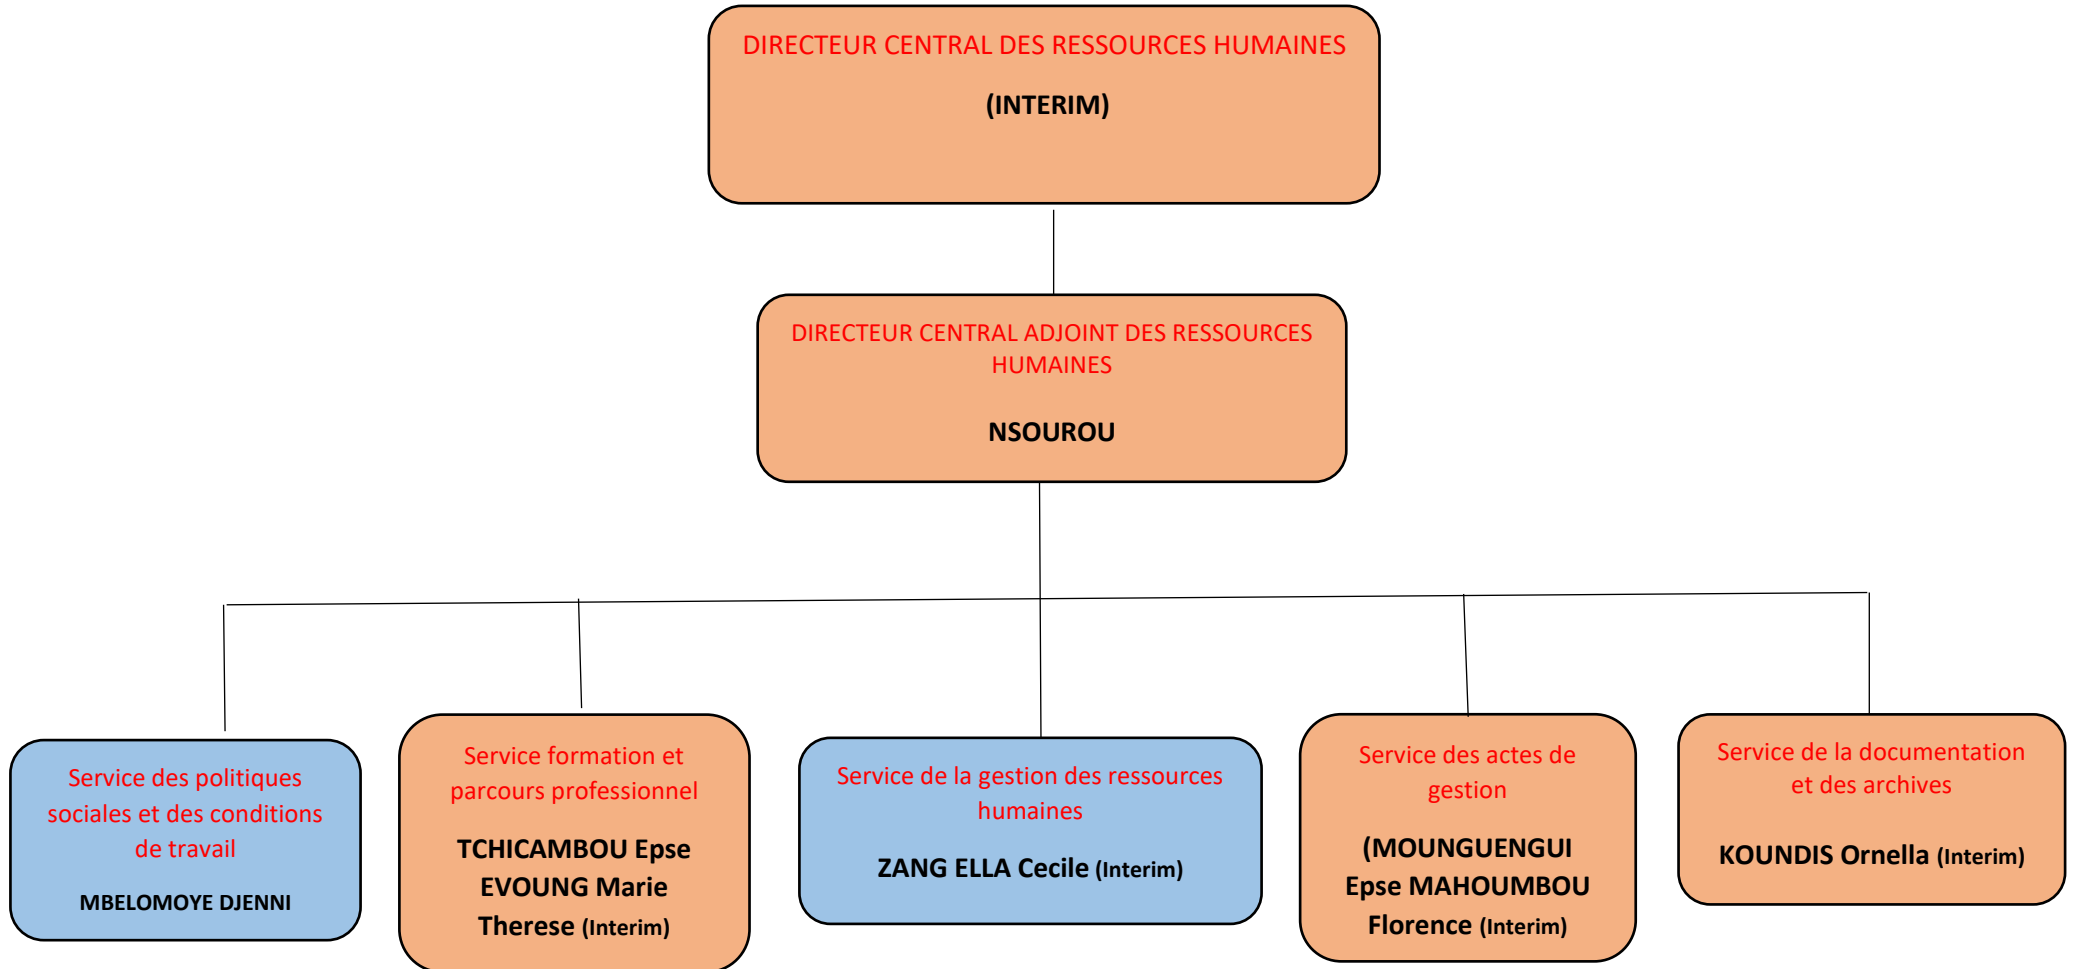 DIRECTEUR CENTRAL DES RESSOURCES HUMAINES
(INTERIM)
DIRECTEUR CENTRAL ADJOINT DES RESSOURCES
HUMAINES
NSOUROU
Service des politiques
sociales et des conditions
de travail
MBELOMOYE DJENNI
Service formation et
parcours professionnel
TCHICAMBOU Epse
EVOUNG Marie
Therese (Interim)
Service de la gestion des ressources
humaines
ZANG ELLA Cecile (Interim)
Service des actes de
gestion
(MOUNGUENGUI
Epse MAHOUMBOU
Florence (Interim)
Service de la documentation
et des archives
KOUNDIS Ornella (Interim)